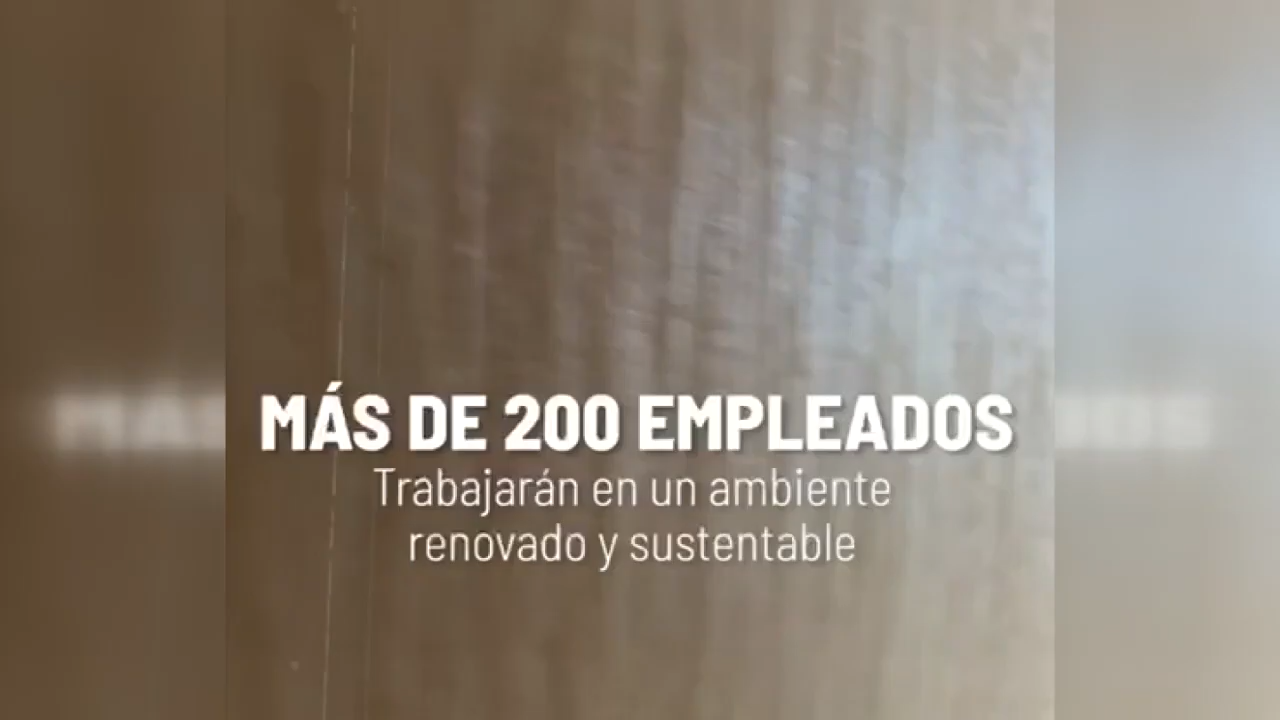 MÁS DE 200 EMPLEADOS
Trabajarán en un ambiente
renovado y sustentable